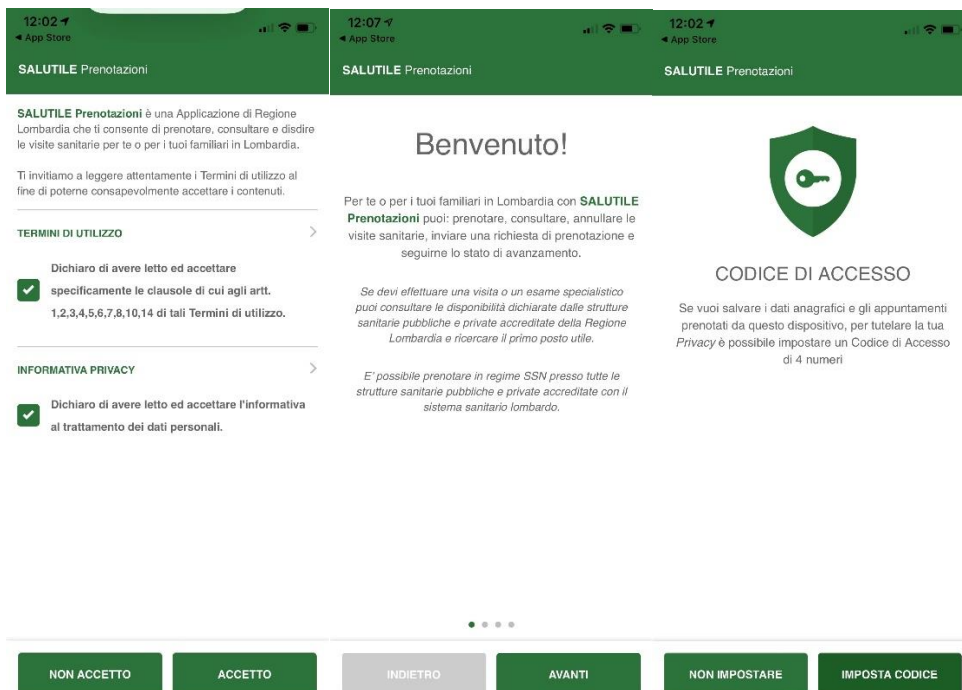 12:02
◀ App Store
SALUTILE Prenotazioni
SALUTILE Prenotazioni è una Applicazione di Regione
Lombardia che ti consente di prenotare, consultare e disdire
le visite sanitarie per te o per i tuoi familiari in Lombardia.
Ti invitiamo a leggere attentamente i Termini di utilizzo al
fine di poterne consapevolmente accettare i contenuti.
TERMINI DI UTILIZZO
Dichiaro di avere letto ed accettare
specificamente le clausole di cui agli artt.
1,2,3,4,5,6,7,8,10,14 di tali Termini di utilizzo.
INFORMATIVA PRIVACY
Dichiaro di avere letto ed accettare l'informativa
al trattamento dei dati personali.
NON ACCETTO
ACCETTO
12:07
◀ App Store
SALUTILE Prenotazioni
Benvenuto!
Per te o per i tuoi familiari in Lombardia con SALUTILE
Prenotazioni puoi: prenotare, consultare, annullare le
visite sanitarie, inviare una richiesta di prenotazione e
seguirne lo stato di avanzamento.
Se devi effettuare una visita o un esame specialistico
puoi consultare le disponibilità dichiarate dalle strutture
sanitarie pubbliche e private accreditate della Regione
Lombardia e ricercare il primo posto utile.
E' possibile prenotare in regime SSN presso tutte le
strutture sanitarie pubbliche e private accreditate con il
sistema sanitario lombardo.
INDIETRO
AVANTI
12:02
◀ App Store
SALUTILE Prenotazioni
CODICE DI ACCESSO
Se vuoi salvare i dati anagrafici e gli appuntamenti
prenotati da questo dispositivo, per tutelare la tua
Privacy è possibile impostare un Codice di Accesso
di 4 numeri
NON IMPOSTARE
IMPOSTA CODICE